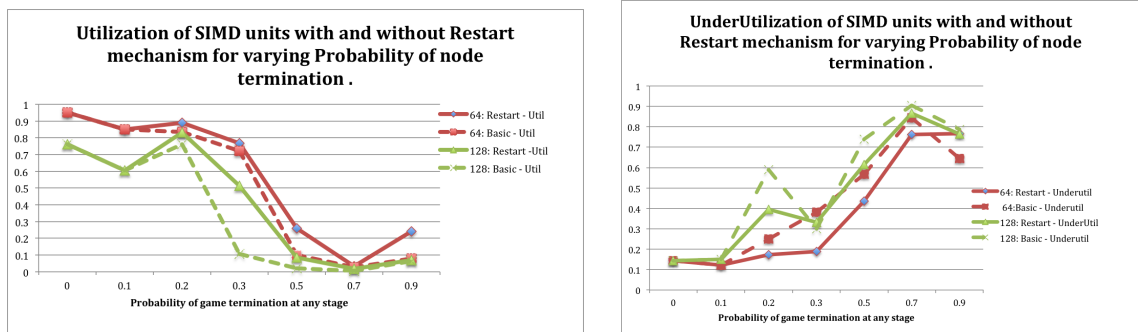 Utilization of SIMD units with and without Restart
mechanism for varying Probability of node
termination .
1
0.9
0.8
0.7
0.6
0.5
0.4
0.3
0.2
0.1
0
0 0.1 0.2 0.3 0.5 0.7 0.9
Probability of game termination at any stage
64: Restart - Util
64: Basic - Util
128: Restart -Util
128: Basic - Util
UnderUtilization of SIMD units with and without
Restart mechanism for varying Probability of node
termination .
1
0.9
0.8
0.7
0.6
0.5
0.4
0.3
0.2
0.1
0
0 0.1 0.2 0.3 0.5 0.7 0.9
Probability of game termination at any stage
64: Restart - Underutil
64:Basic - Underutil
128: Restart - UnderUtil
128: Basic - Underutil